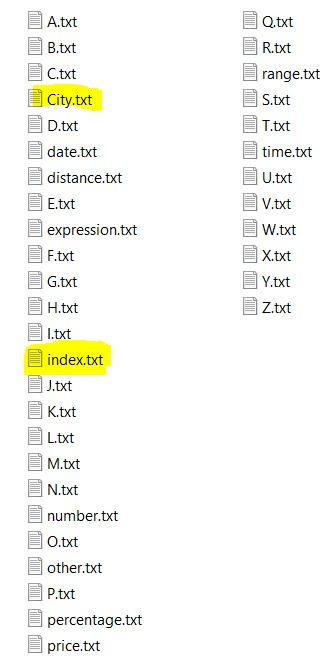 A.txt
B.txt
C.txt
City.txt
D.txt
date.txt
distance.txt
E.txt
expression.txt
F.txt
G.txt
H.txt
I.txt
index.txt
J.txt
K.txt
L.txt
M.txt
N.txt
number.txt
O.txt
other.txt
P.txt
percentage.txt
price.txt
Q.txt
R.txt
range.txt
S.txt
T.txt
time.txt
U.txt
V.txt
W.txt
X.txt
Y.txt
Z.txt